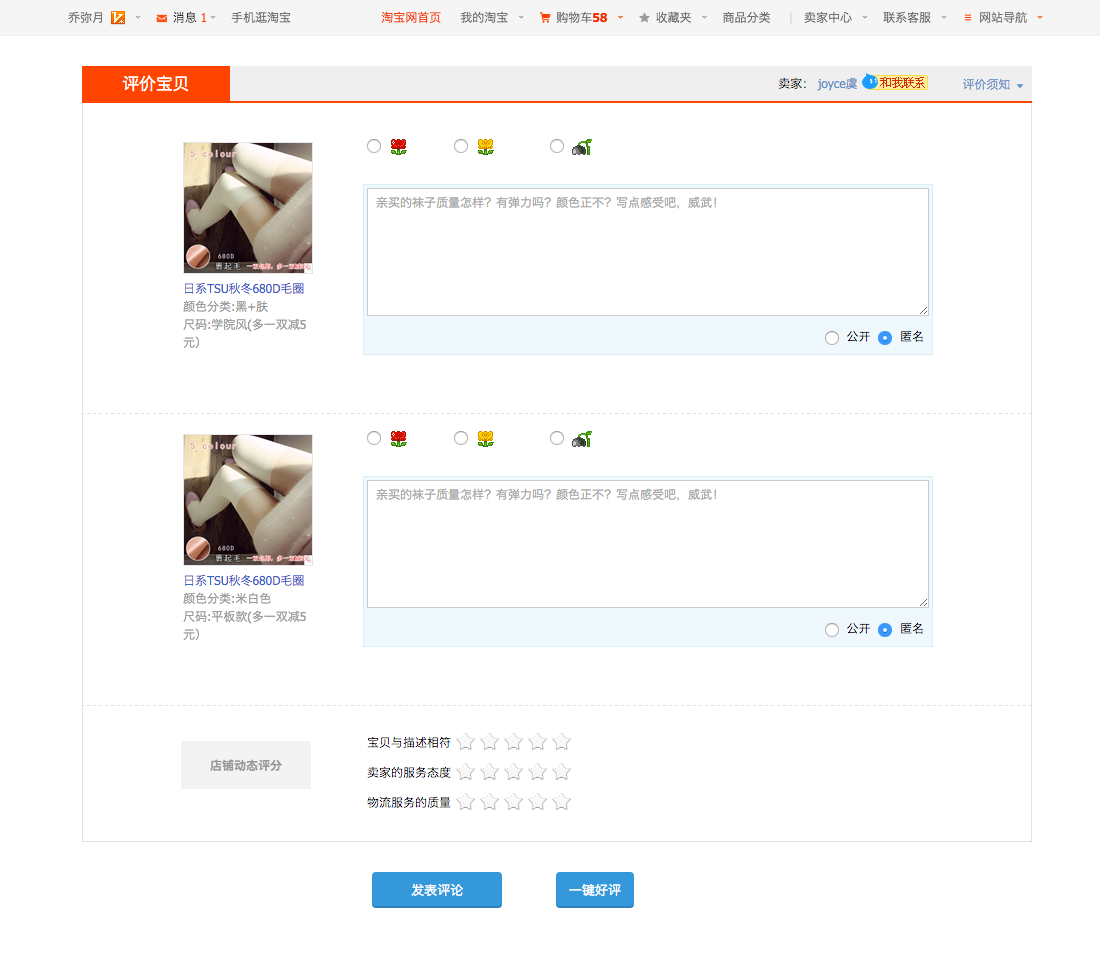 乔弥月 消息 1 手机逛淘宝 淘宝网首页 我的淘宝 购物车58 收藏夹 商品分类 | 卖家中心 联系客服 网站导航
评价宝贝 卖家： joyce虞 和我联系 评价须知
5 colour
680D
裹起毛
日系TSU秋冬680D毛圈
颜色分类:黑+肤
尺码:学院风(多一双减5
元)
亲买的袜子质量怎样？有弹力吗？颜色正不？写点感受吧，威武！
公开 匿名
5 colour
680D
裹起毛
日系TSU秋冬680D毛圈
颜色分类:米白色
尺码:平板款(多一双减5
元)
亲买的袜子质量怎样？有弹力吗？颜色正不？写点感受吧，威武！
公开 匿名
店铺动态评分
宝贝与描述相符
卖家的服务态度
物流服务的质量
发表评论 一键好评